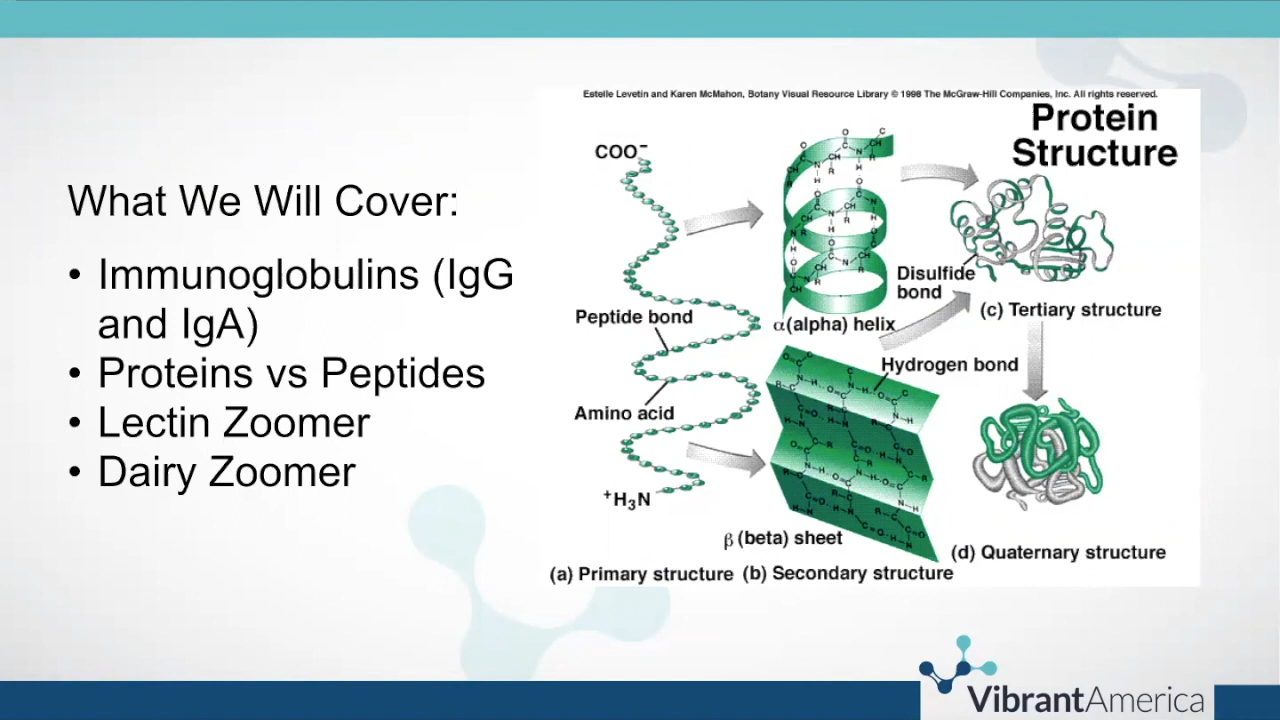 What We Will Cover:
• Immunoglobulins (IgG
and IgA)
• Proteins vs Peptides
• Lectin Zoomer
• Dairy Zoomer
Estelle Levetin and Karen McMahon, Botany Visual Resource Library © 1998 The McGraw-Hill Companies, Inc. All rights reserved.
Protein
Structure
COO⁻
Peptide bond
Amino acid
⁺H₃N
α(alpha) helix
Disulfide
bond
(c) Tertiary structure
Hydrogen bond
β (beta) sheet
(d) Quaternary structure
(a) Primary structure
(b) Secondary structure
VibrantAmerica